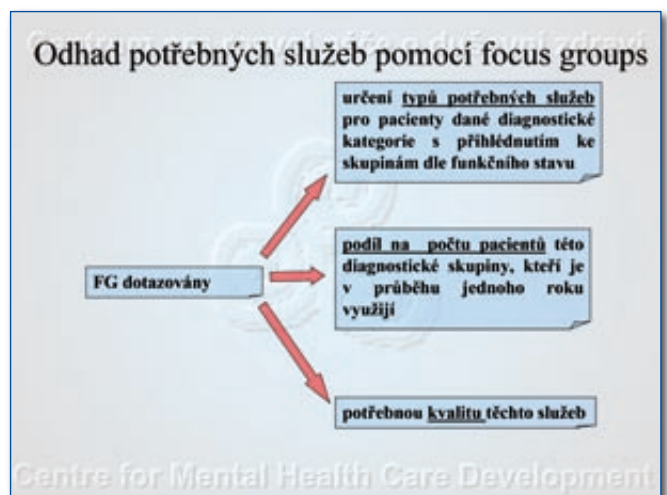 Odhad potřebných služeb pomocí focus groups
určení typů potřebných služeb
pro pacienty dané diagnostické
kategorie s přihlédnutím ke
skupinám dle funkčního stavu
FG dotazovány
podíl na počtu pacientů této
diagnostické skupiny, kteří je
v průběhu jednoho roku
využijí
potřebnou kvalitu těchto služeb
Centre for Mental Health Care Development